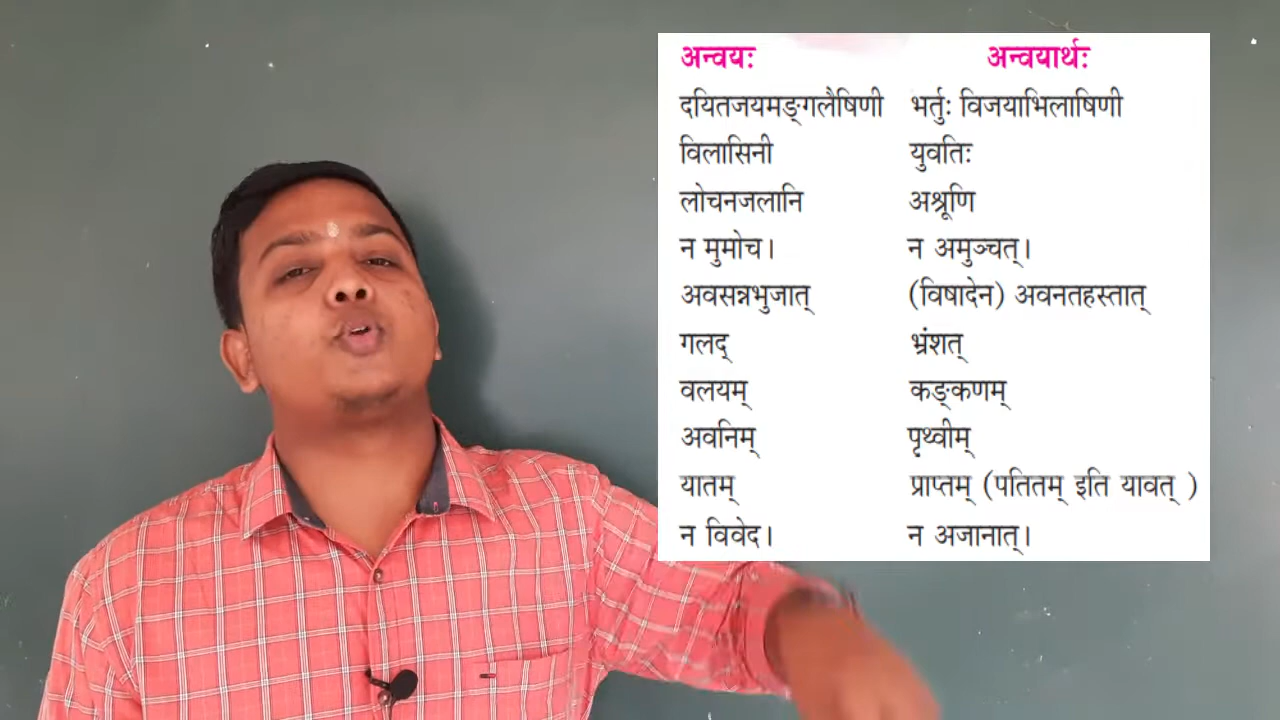 अन्वयः अन्वयार्थः
दयितजयमङ्गलैषिणी भर्तुः विजयाभिलाषिणी
विलासिनी युवतिः
लोचनजलानि अश्रूणि
न मुमोच। न अमुञ्चत्।
अवसन्नभुजात् (विषादेन) अवनतहस्तात्
गलद् भ्रंशत्
वलयम् कङ्कणम्
अवनिम् पृथ्वीम्
यातम् प्राप्तम् (पतितम् इति यावत् )
न विवेद। न अजानात्।